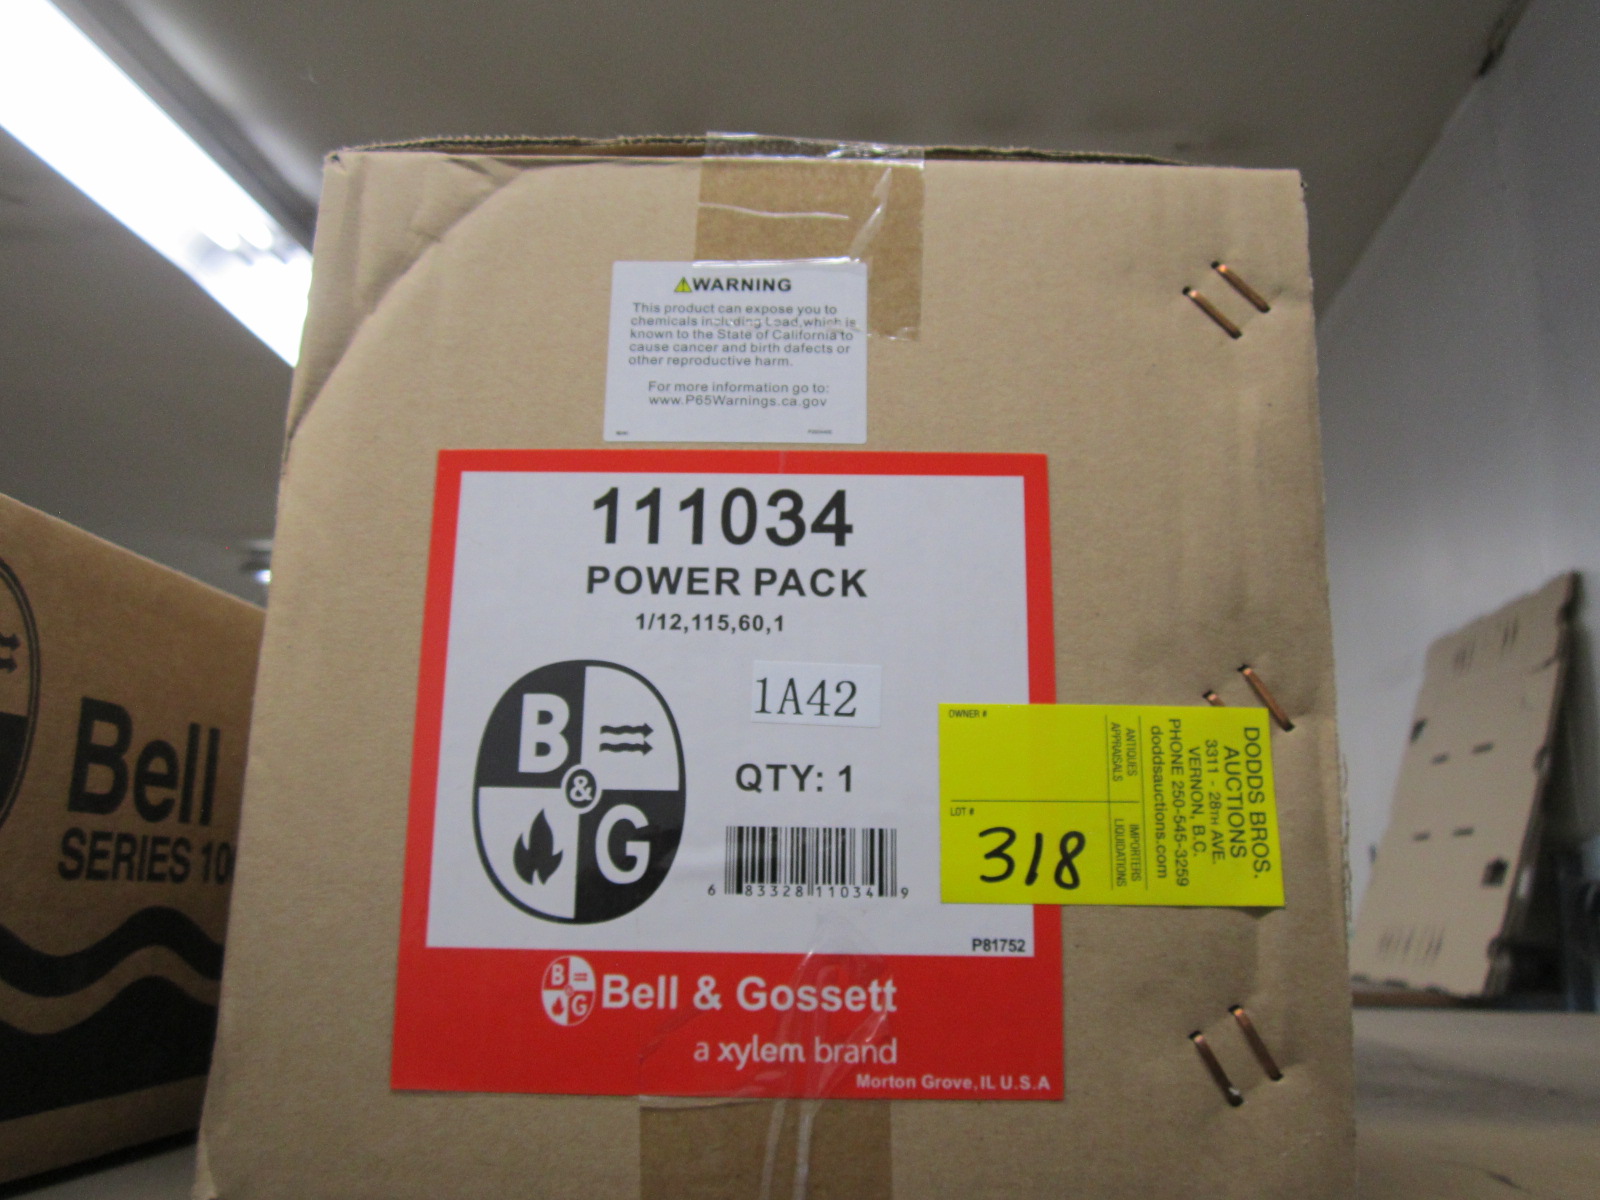 WARNING
This product can expose you to
chemicals including Lead,which is
known to the State of California to
cause cancer and birth dafects or
other reproductive harm.
For more information go to:
www.P65Warnings.ca.gov
111034
POWER PACK
1/12,115,60,1
B
&
G
1A42
QTY: 1
6 83328 11034 9
P81752
B
G
Bell & Gossett
a xylem brand
Morton Grove, IL U.S.A
OWNER #
LOT #
318
ANTIQUES
APPRAISALS
IMPORTERS
LIQUIDATIONS
DODDS BROS.
AUCTIONS
3311 - 28TH AVE.
VERNON, B.C.
PHONE 250-545-3259
doddsauctions.com
Bell
SERIES 10